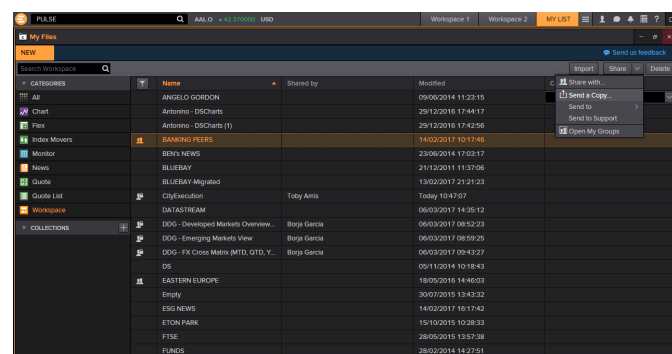 PULSE AAL.O +42.370000 USD Workspace 1 Workspace 2 MY LIST ?
My Files
NEW Send us feedback
Search Workspace Import Share Delete
CATEGORIES Name Shared by Modified Share with...
All ANGELO GORDON 09/06/2014 11:23:15 Send a Copy...
Chart Antonino - DSCharts 29/12/2016 17:44:17 Send to
Flex Antonino - DSCharts (1) 29/12/2016 17:42:56 Send to Support
Index Movers BANKING PEERS 14/02/2017 10:17:46 Open My Groups
Monitor BEN's NEWS 23/06/2014 17:03:17
News BLUEBAY 21/12/2011 11:37:06
Quote BLUEBAY-Migrated 13/02/2017 21:21:23
Quote List CityExecution Toby Amis Today 10:47:07
Workspace DATASTREAM 06/03/2017 14:35:12
COLLECTIONS DDG - Developed Markets Overview... Borja Garcia 06/03/2017 08:52:23
DDG - Emerging Markets View Borja Garcia 06/03/2017 08:59:25
DDG - FX Cross Matrix (MTD, QTD, Y... Borja Garcia 06/03/2017 09:43:27
DS 05/11/2014 10:18:43
EASTERN EUROPE 18/05/2016 14:46:03
Empty 30/07/2015 13:43:32
ESG NEWS 14/02/2017 16:17:42
ETON PARK 15/10/2015 10:28:33
FTSE 28/05/2015 13:57:38
FUNDS 28/02/2014 14:27:51